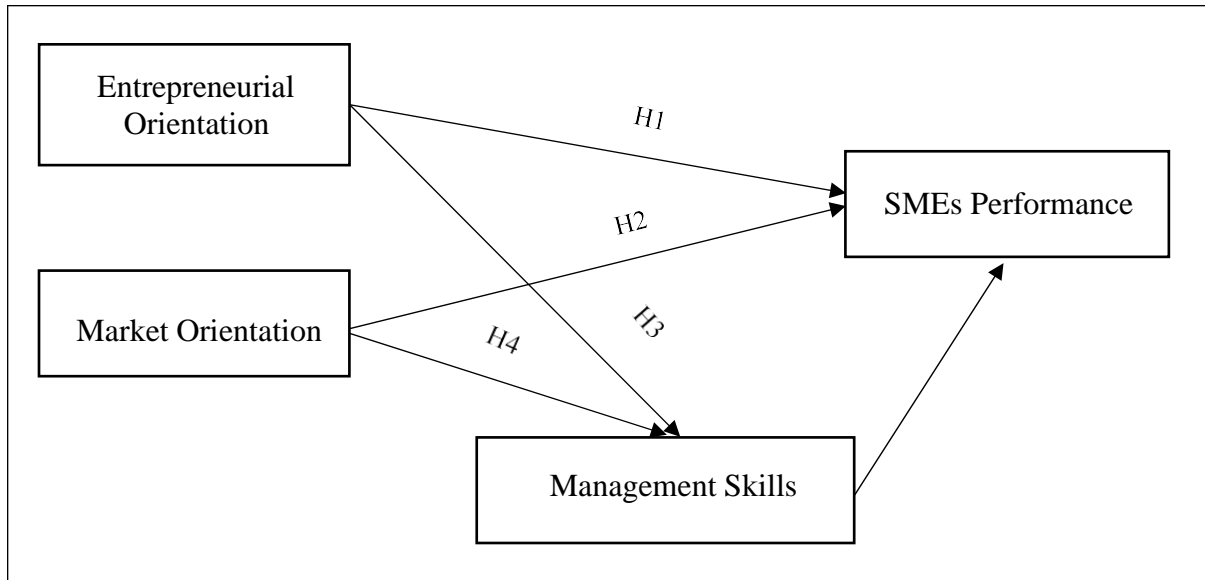 Entrepreneurial
Orientation
H1
SMEs Performance
H2
Market Orientation
H3
H4
Management Skills